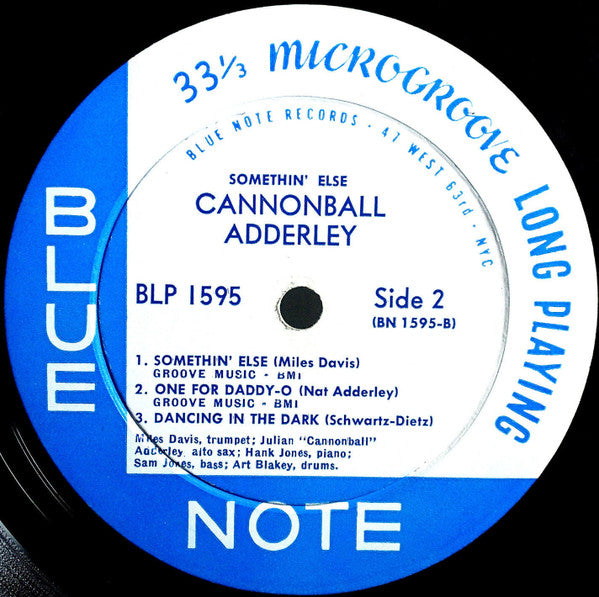 33⅓ MICROGROOVE LONG PLAYING
BLUE NOTE RECORDS · 47 WEST 63rd · NYC
SOMETHIN' ELSE
CANNONBALL
ADDERLEY
BLP 1595
Side 2
(BN 1595-B)
1. SOMETHIN' ELSE (Miles Davis)
GROOVE MUSIC - BMI
2. ONE FOR DADDY-O (Nat Adderley)
GROOVE MUSIC - BMI
3. DANCING IN THE DARK (Schwartz-Dietz)
Miles Davis, trumpet; Julian "Cannonball"
Adderley, alto sax; Hank Jones, piano;
Sam Jones, bass; Art Blakey, drums.
BLUE
NOTE